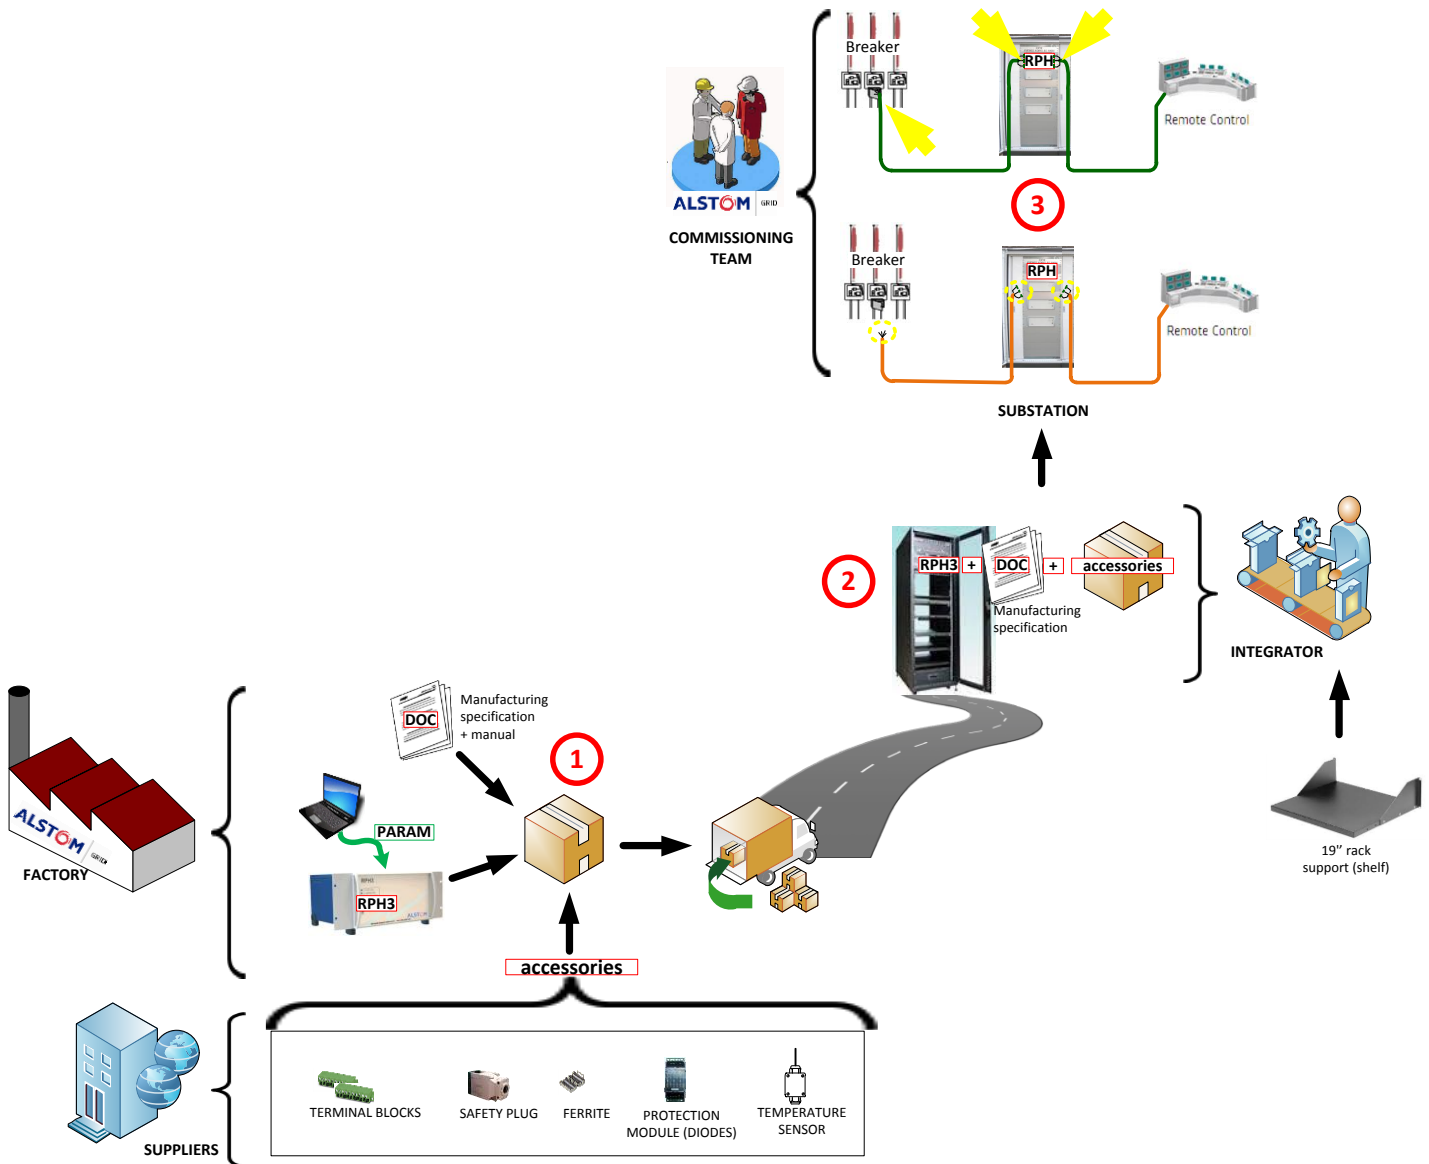 Breaker
RPH
Remote Control
ALSTOM GRID
COMMISSIONING
TEAM
3
Breaker
RPH
Remote Control
SUBSTATION
2
RPH3 + DOC + accessories
Manufacturing
specification
INTEGRATOR
19’’ rack
support (shelf)
DOC
Manufacturing
specification
+ manual
1
PARAM
RPH3
ALSTOM
ALSTOM GRID
FACTORY
accessories
SUPPLIERS
TERMINAL BLOCKS
SAFETY PLUG
FERRITE
PROTECTION
MODULE (DIODES)
TEMPERATURE
SENSOR